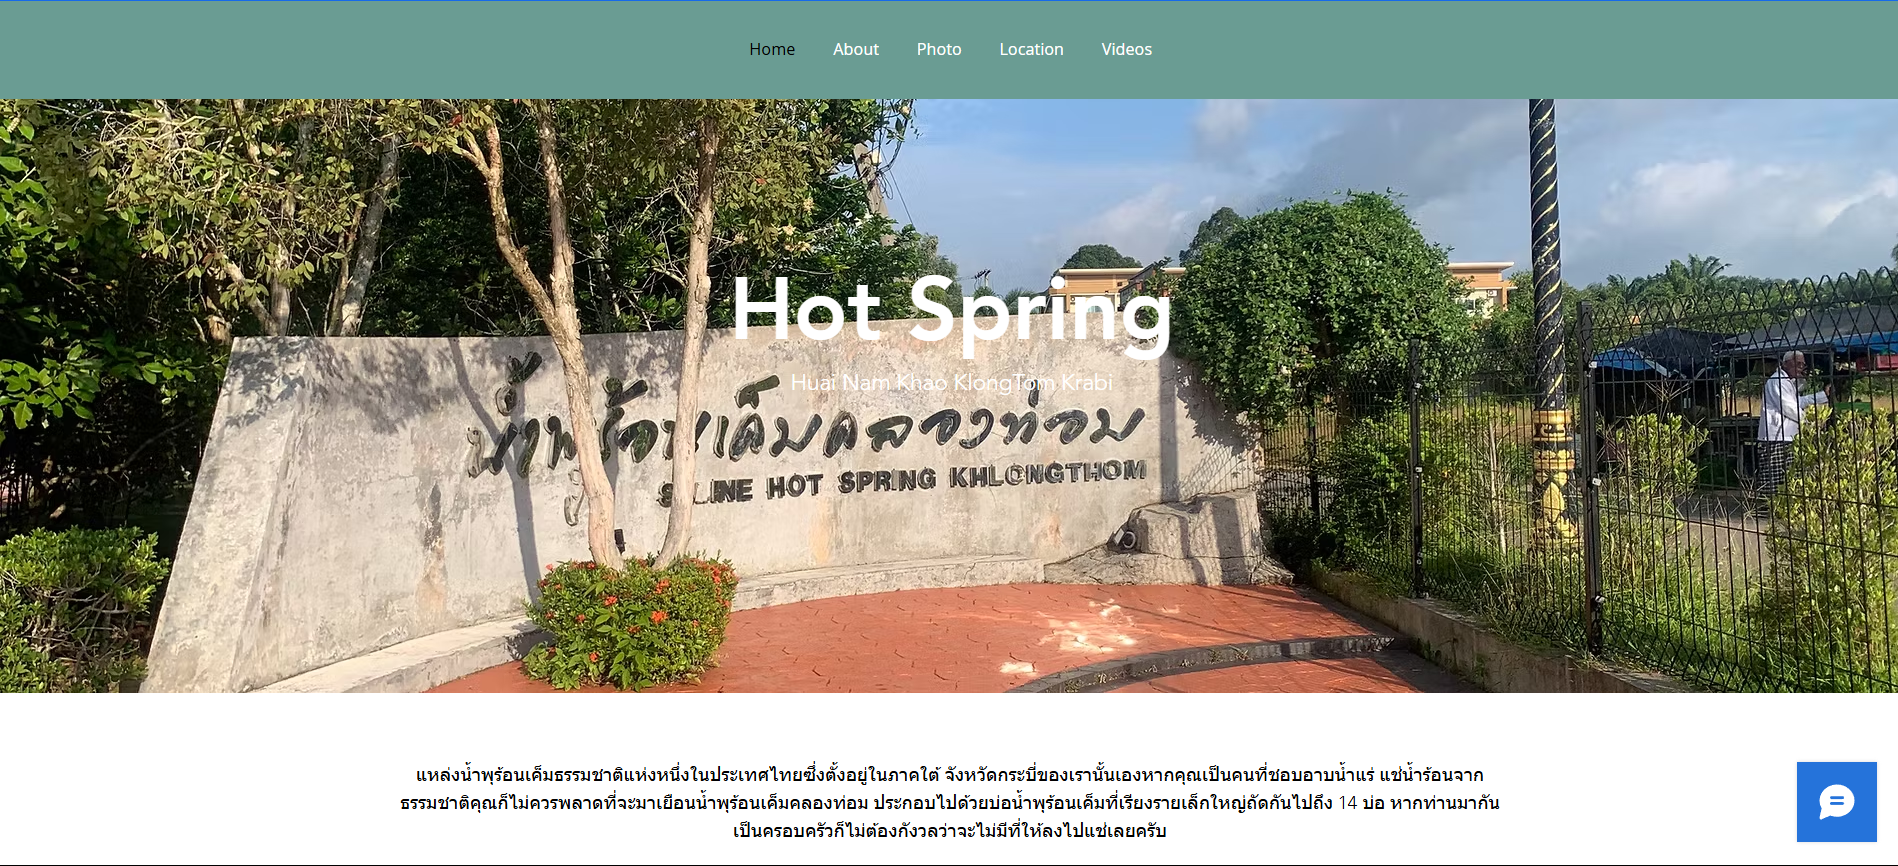 Home About Photo Location Videos
Hot Spring
Huai Nam Khao KlongTom Krabi
น้ำพุร้อนเค็มคลองท่อม
SALINE HOT SPRING KHLONGTHOM
แหล่งน้ำพุร้อนเค็มธรรมชาติแห่งหนึ่งในประเทศไทยซึ่งตั้งอยู่ในภาคใต้ จังหวัดกระบี่ของเรานั้นเองหากคุณเป็นคนที่ชอบอาบน้ำแร่ แช่น้ำร้อนจาก
ธรรมชาติคุณก็ไม่ควรพลาดที่จะมาเยือนน้ำพุร้อนเค็มคลองท่อม ประกอบไปด้วยบ่อน้ำพุร้อนเค็มที่เรียงรายเล็กใหญ่ถัดกันไปถึง 14 บ่อ หากท่านมากัน
เป็นครอบครัวก็ไม่ต้องกังวลว่าจะไม่มีที่ให้ลงไปแช่เลยครับ